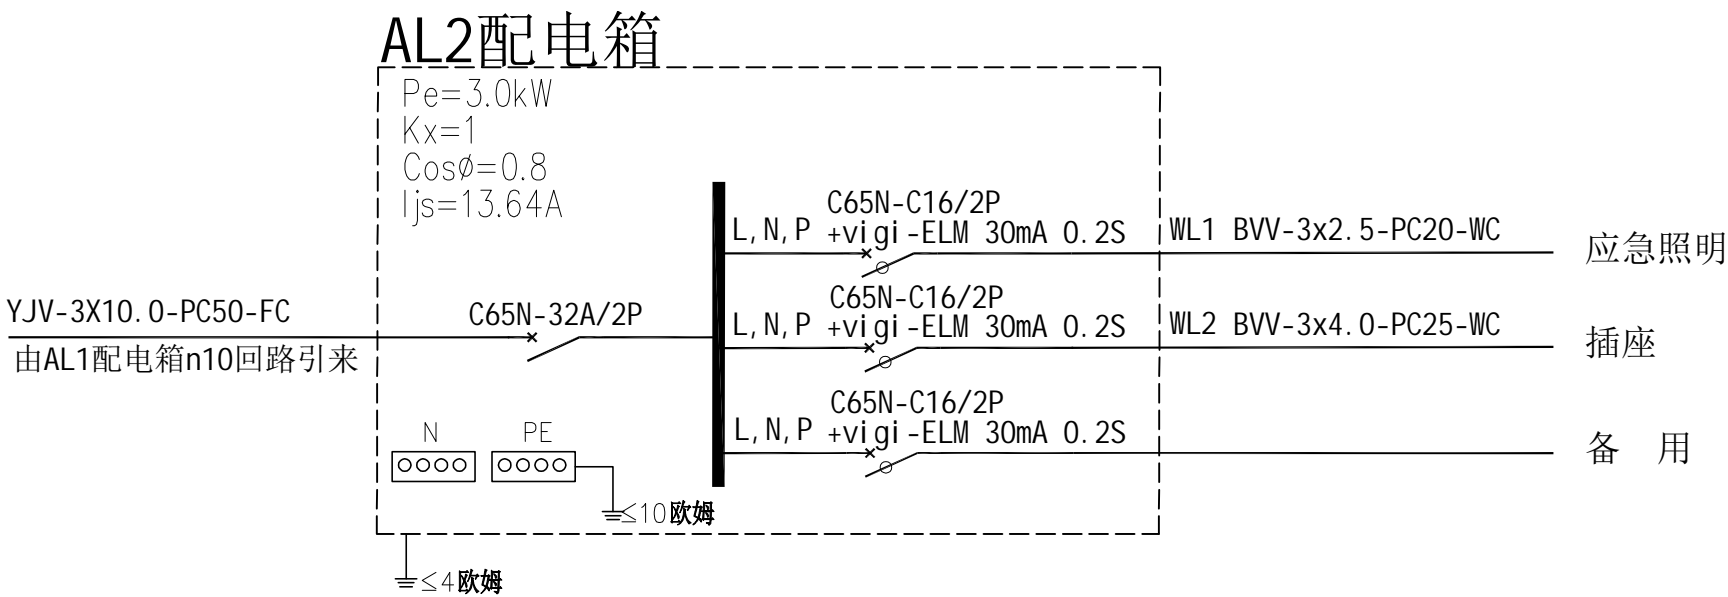 AL2配电箱
Pe=3.0kW
Kx=1
Cosø=0.8
Ijs=13.64A
C65N-C16/2P
L,N,P +vigi-ELM 30mA 0.2S
WL1 BVV-3x2.5-PC20-WC
应急照明
YJV-3X10.0-PC50-FC
由AL1配电箱n10回路引来
C65N-32A/2P
C65N-C16/2P
L,N,P +vigi-ELM 30mA 0.2S
WL2 BVV-3x4.0-PC25-WC
插座
C65N-C16/2P
L,N,P +vigi-ELM 30mA 0.2S
备 用
N PE
≤10欧姆
≤4欧姆